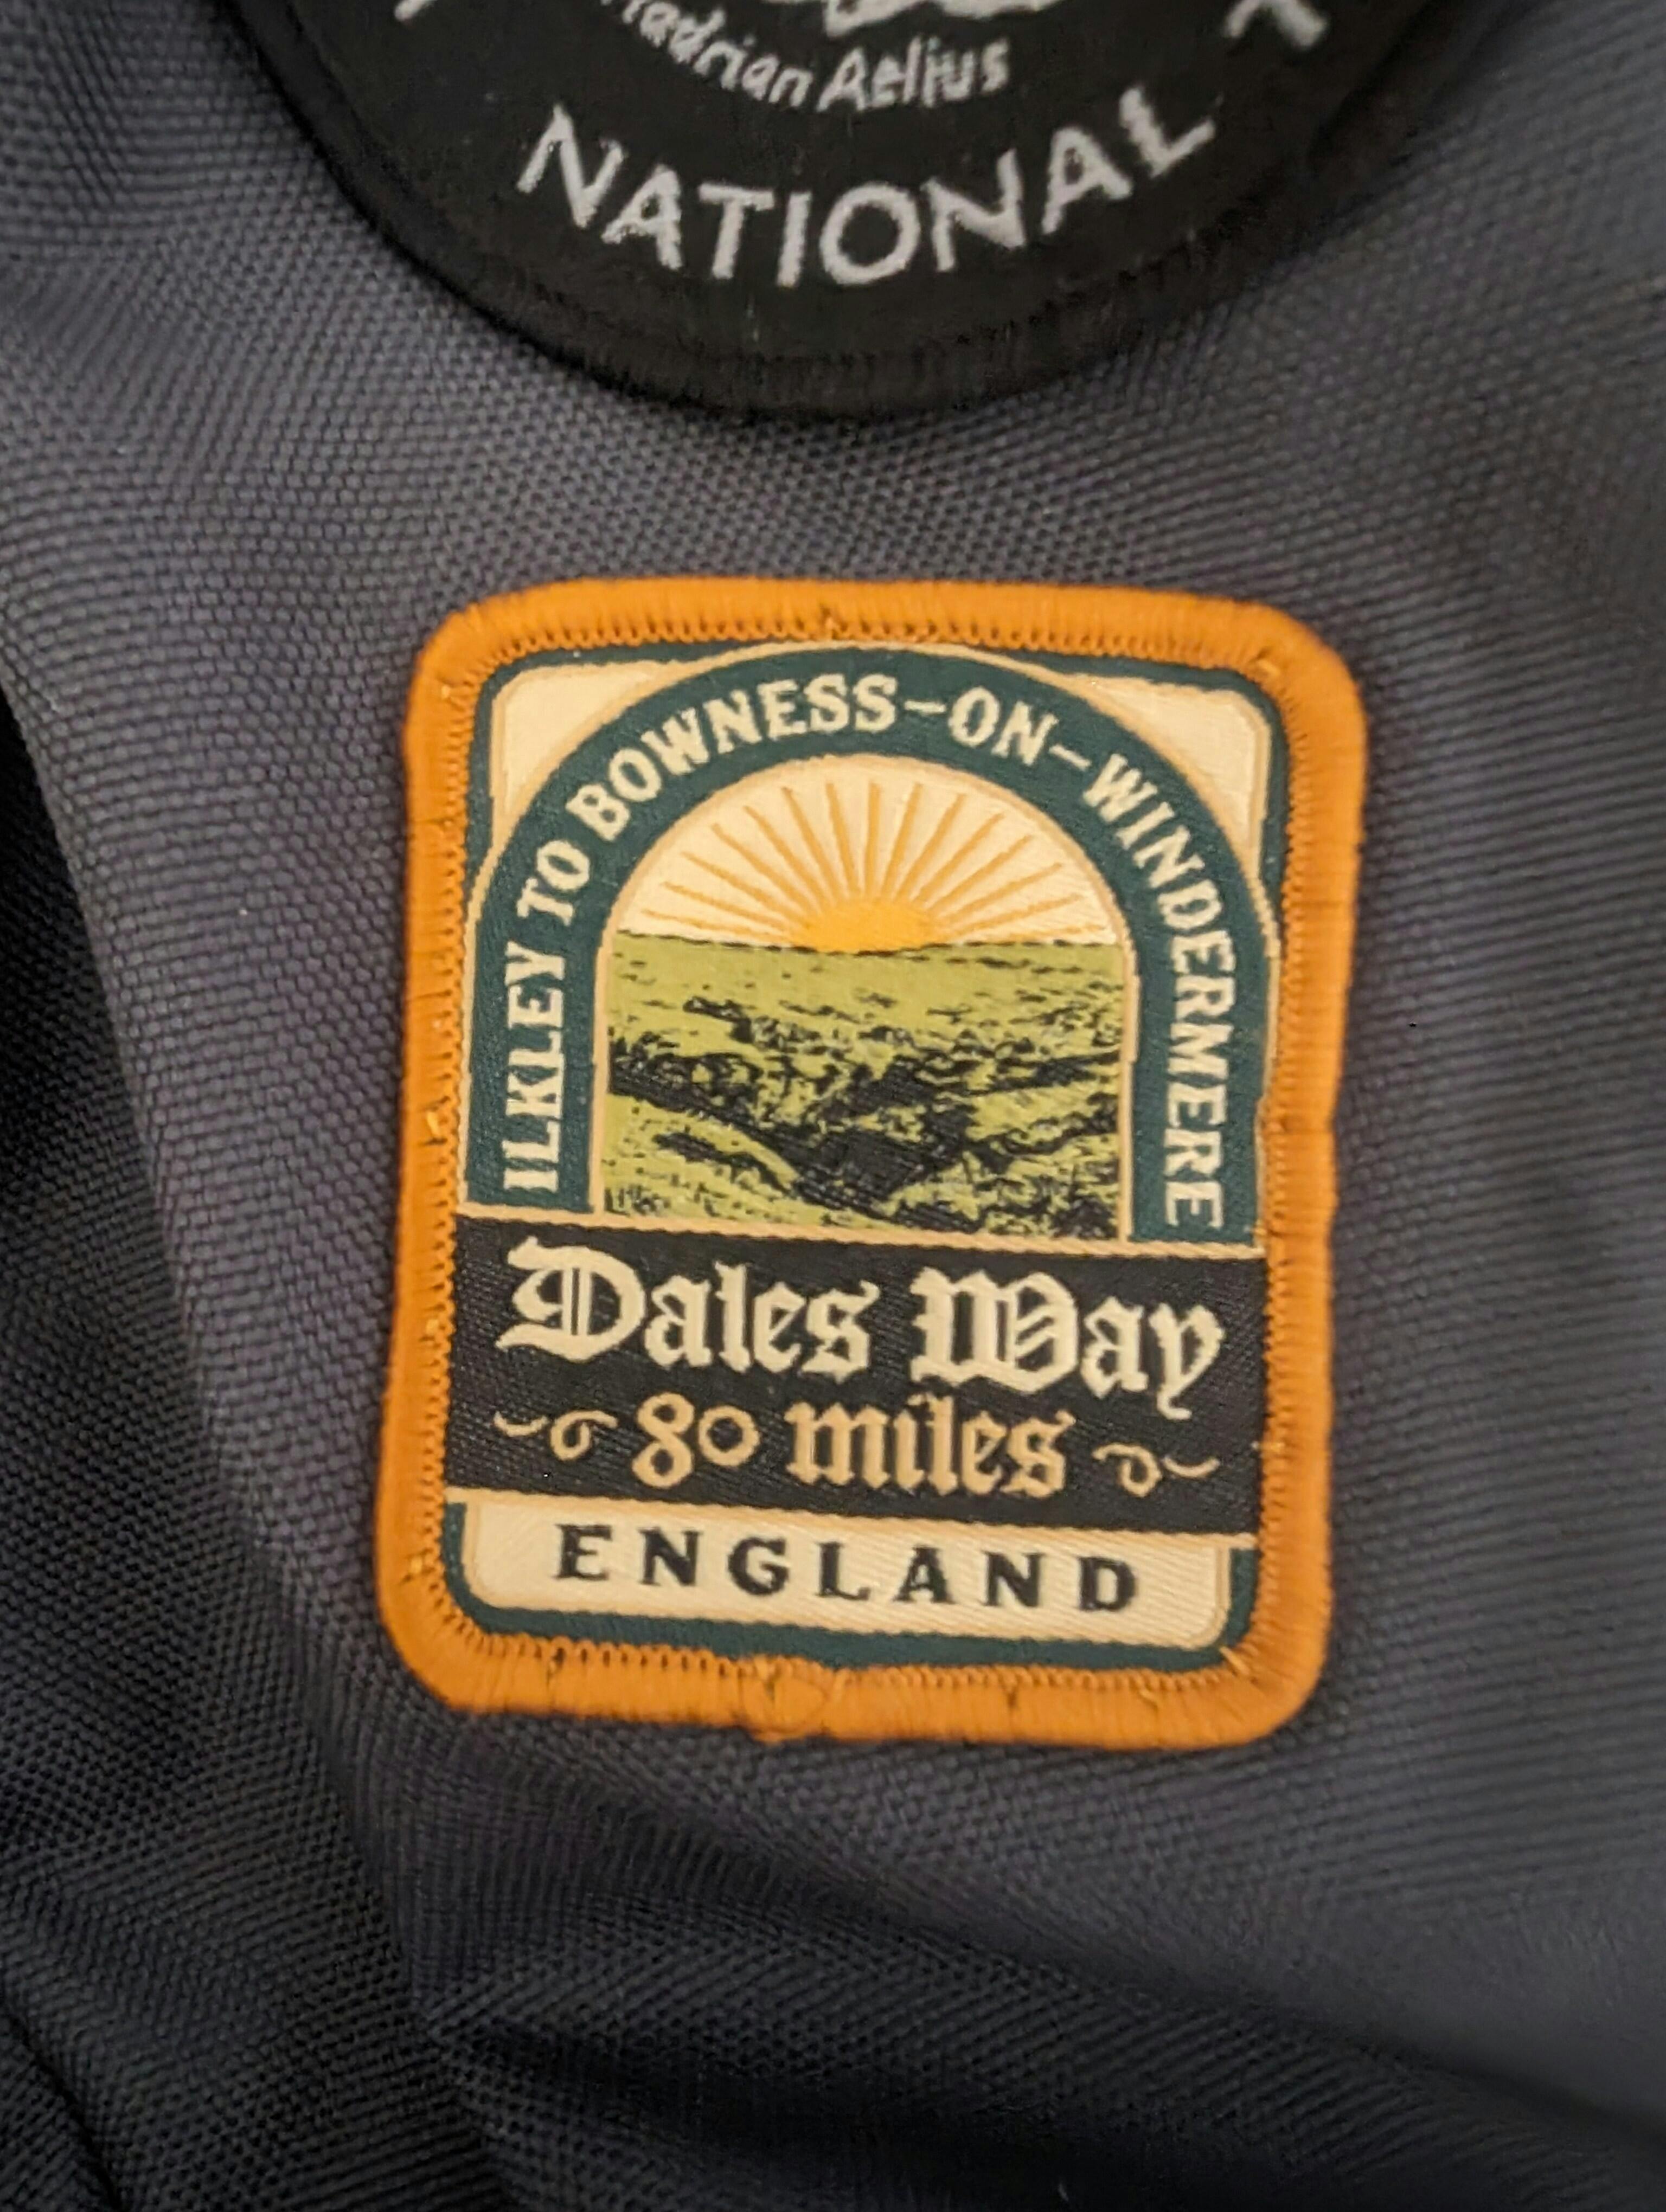 Hadrian Aelius
NATIONAL
ILKLEY TO BOWNESS-ON-WINDERMERE
Dales Way
80 miles
ENGLAND